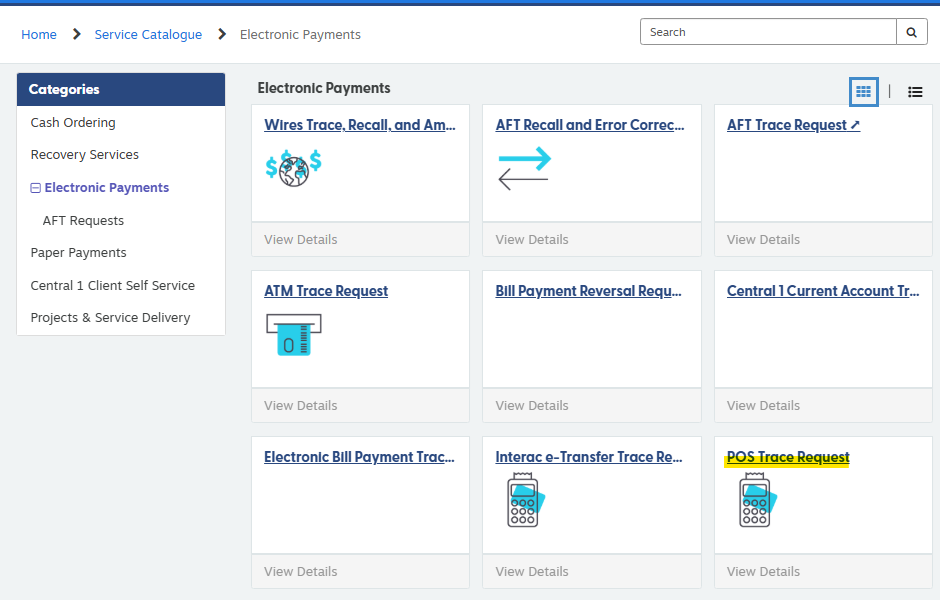 Home > Service Catalogue > Electronic Payments
Search
Categories
Cash Ordering
Recovery Services
Electronic Payments
AFT Requests
Paper Payments
Central 1 Client Self Service
Projects & Service Delivery
Electronic Payments
Wires Trace, Recall, and Am...
View Details
AFT Recall and Error Correc...
View Details
AFT Trace Request ↗
View Details
ATM Trace Request
View Details
Bill Payment Reversal Requ...
View Details
Central 1 Current Account Tr...
View Details
Electronic Bill Payment Trac...
View Details
Interac e-Transfer Trace Re...
View Details
POS Trace Request
View Details